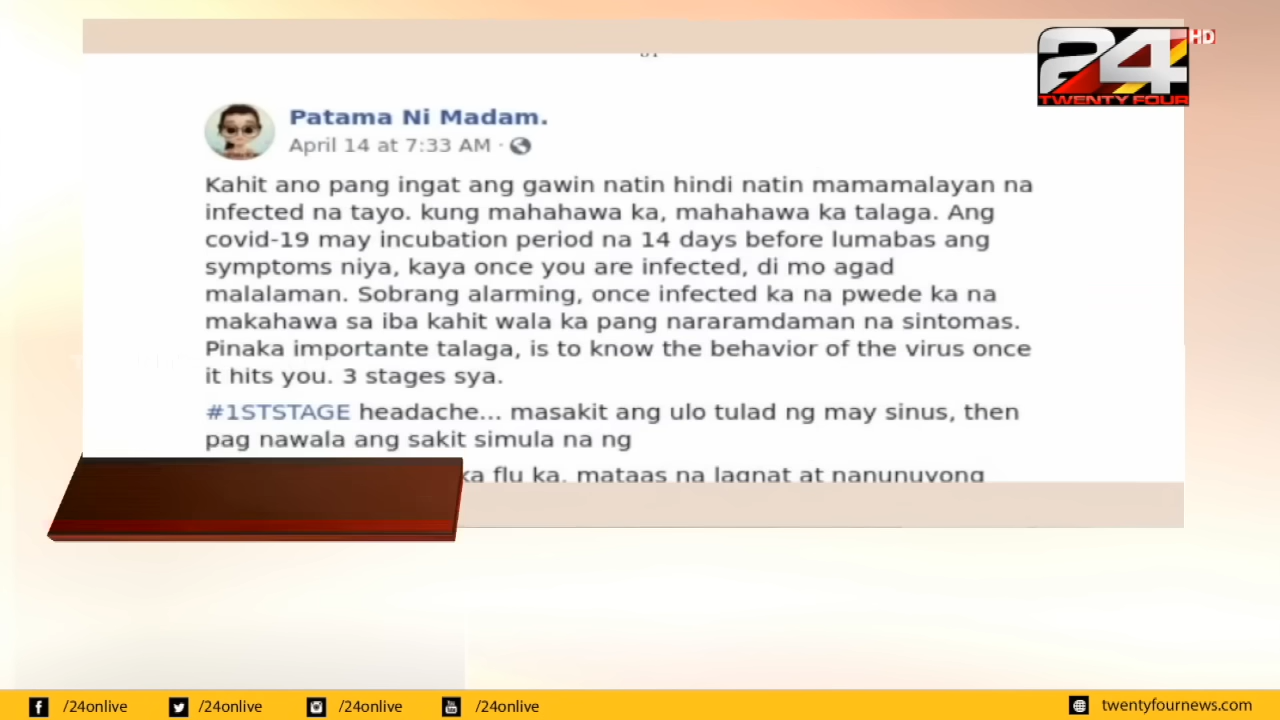 24 HD
TWENTY FOUR
Patama Ni Madam.
April 14 at 7:33 AM ·
Kahit ano pang ingat ang gawin natin hindi natin mamamalayan na
infected na tayo. kung mahahawa ka, mahahawa ka talaga. Ang
covid-19 may incubation period na 14 days before lumabas ang
symptoms niya, kaya once you are infected, di mo agad
malalaman. Sobrang alarming, once infected ka na pwede ka na
makahawa sa iba kahit wala ka pang nararamdaman na sintomas.
Pinaka importante talaga, is to know the behavior of the virus once
it hits you. 3 stages sya.
#1STSTAGE headache... masakit ang ulo tulad ng may sinus, then
pag nawala ang sakit simula na ng
ka flu ka. mataas na lagnat at nanunuyong
/24onlive /24onlive /24onlive /24onlive twentyfournews.com